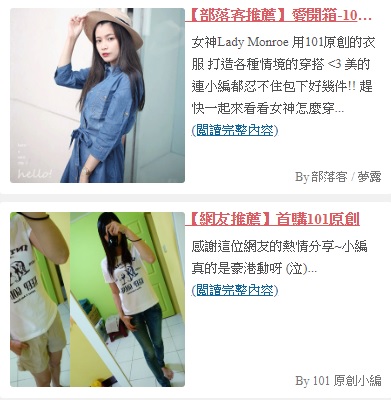 【部落客推薦】愛開箱-10...
女神Lady Monroe 用101原創的衣
服 打造各種情境的穿搭 <3 美的
連小編都忍不住包下好幾件!! 趕
快一起來看看女神怎麼穿...
(閱讀完整內容)
By 部落客 / 夢露
hello!
【網友推薦】首購101原創
感謝這位網友的熱情分享~小編
真的是豪港動呀 (泣)...
(閱讀完整內容)
By 101 原創小編